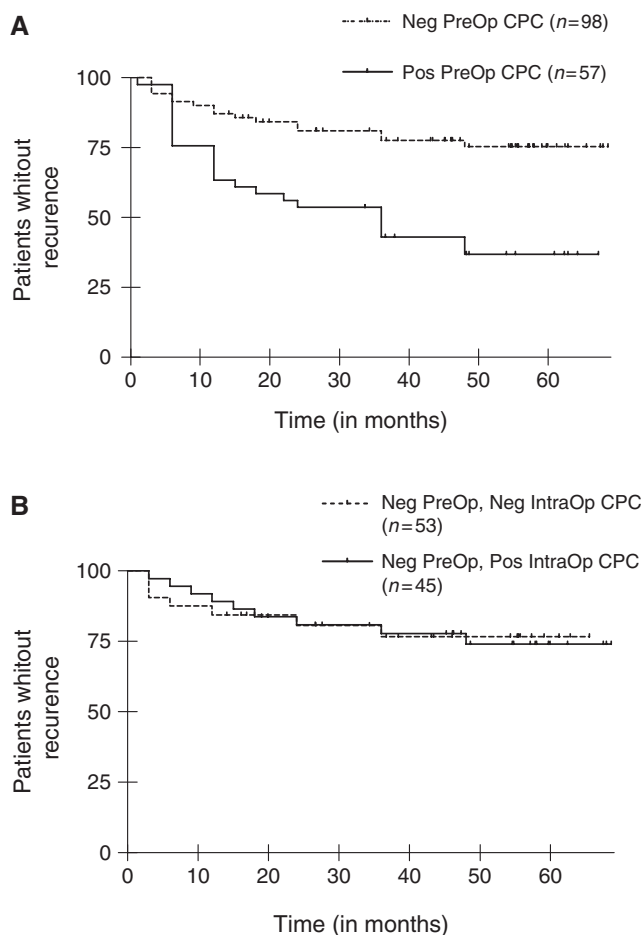 A
Neg PreOp CPC (n=98)
Pos PreOp CPC (n=57)
100
75
50
25
0
Patients whitout
recurence
0 10 20 30 40 50 60
Time (in months)
B
Neg PreOp, Neg IntraOp CPC
(n=53)
Neg PreOp, Pos IntraOp CPC
(n=45)
100
75
50
25
0
Patients whitout
recurence
0 10 20 30 40 50 60
Time (in months)